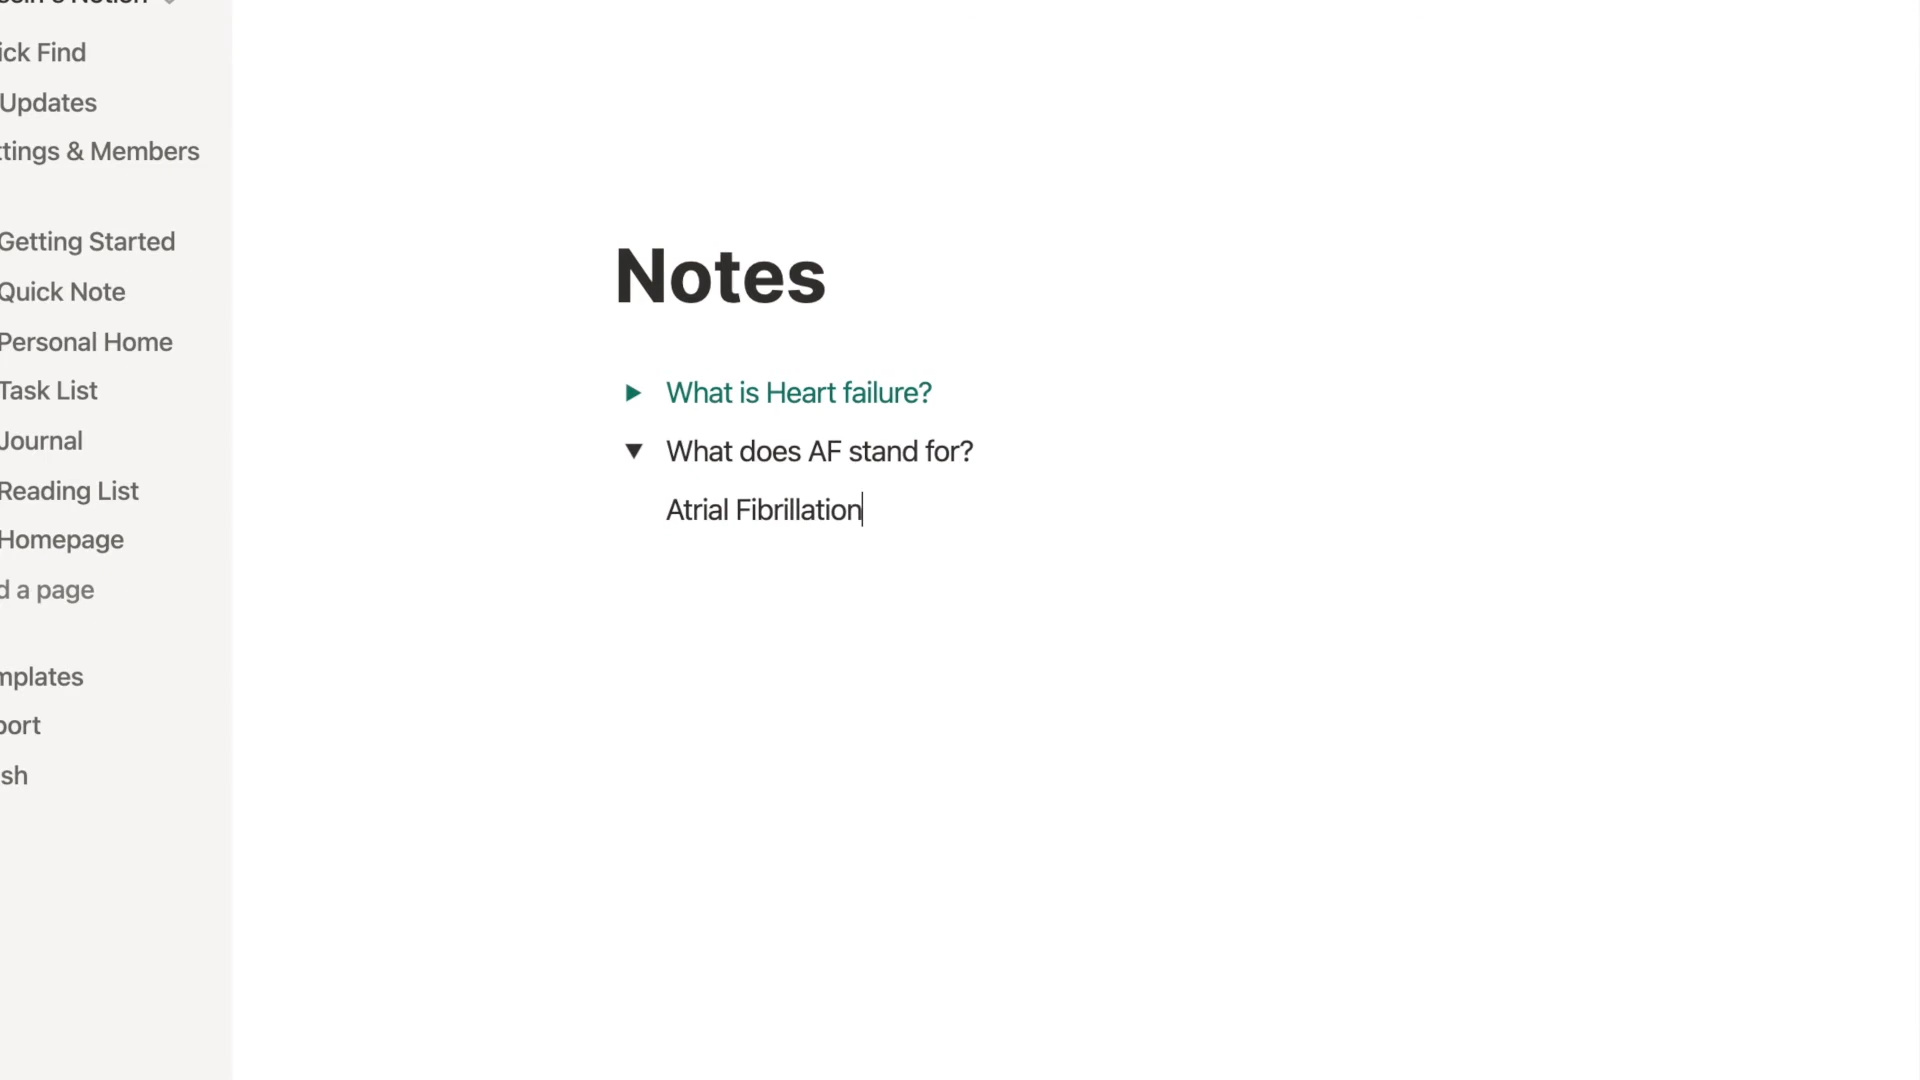 ick Find
Updates
ttings & Members
Getting Started
Quick Note
Personal Home
Task List
Journal
Reading List
Homepage
d a page
mplates
port
sh
Notes
What is Heart failure?
What does AF stand for?
Atrial Fibrillation